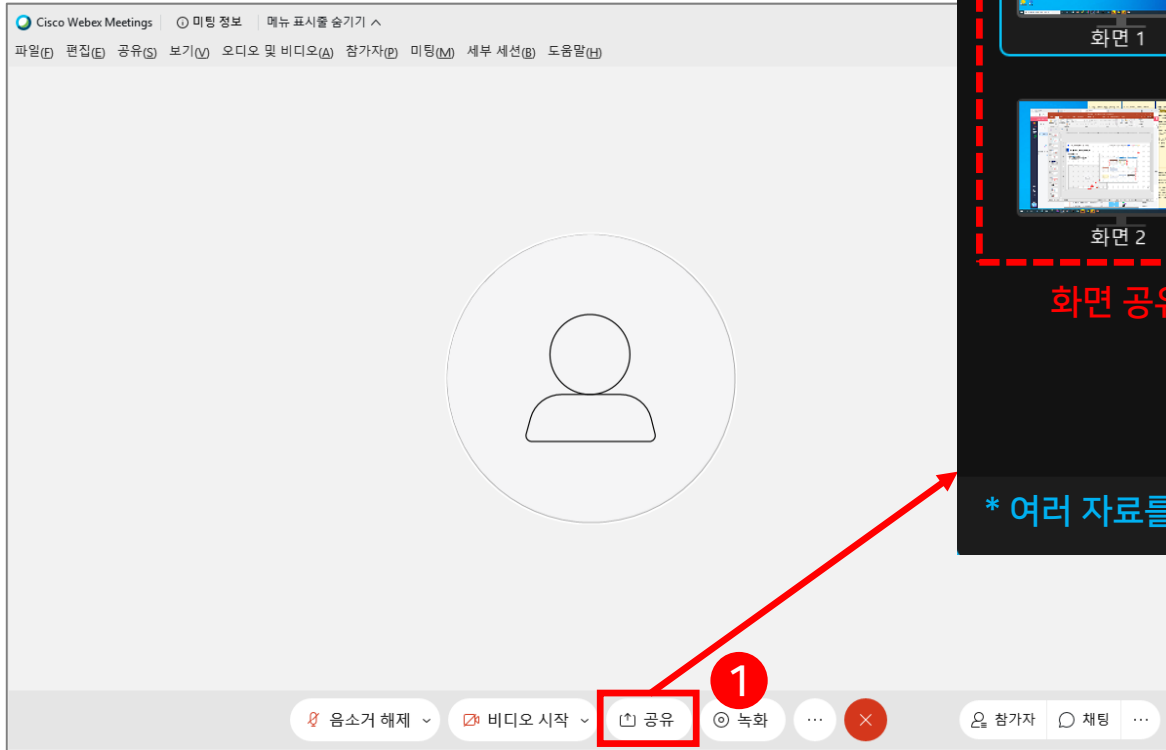 Cisco Webex Meetings ⓘ 미팅 정보 메뉴 표시줄 숨기기 ^
파일(F) 편집(E) 공유(S) 보기(V) 오디오 및 비디오(A) 참가자(P) 미팅(M) 세부 세션(B) 도움말(H)
화면 1
화면 2
화면 공유
* 여러 자료를
1
음소거 해제 비디오 시작 공유 녹화 ... 참가자 채팅 ...